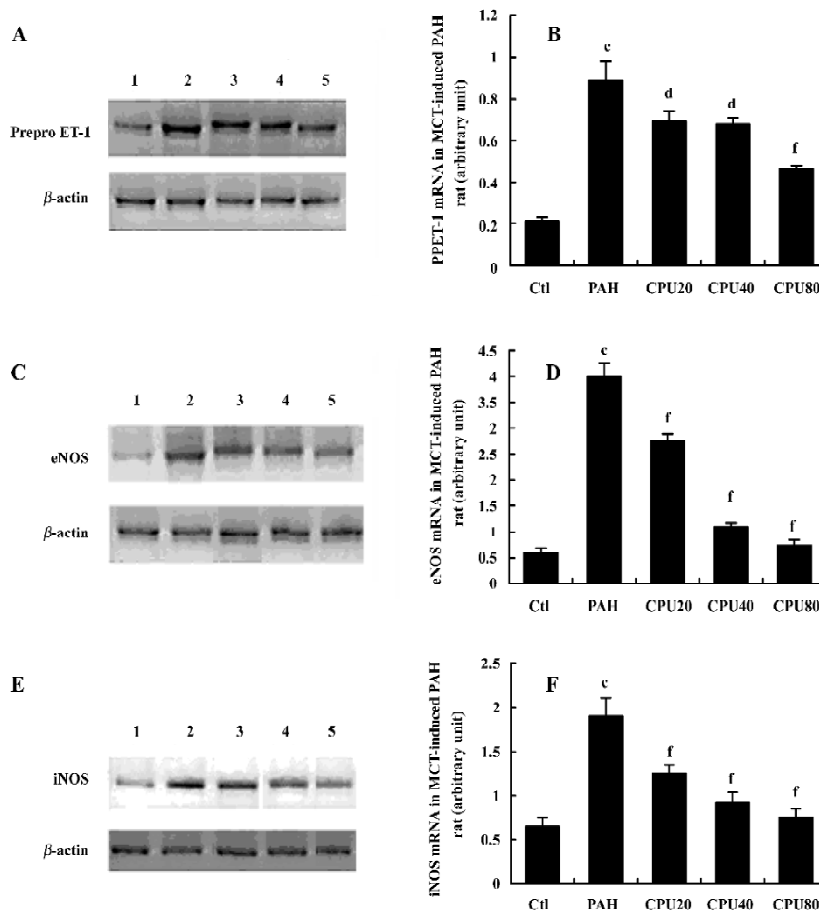 A
1 2 3 4 5
Prepro ET-1
β-actin
B
PPET-1 mRNA in MCT-induced PAH
rat (arbitrary unit)
1.2
1
0.8
0.6
0.4
0.2
0
c
d
d
f
Ctl PAH CPU20 CPU40 CPU80
C
1 2 3 4 5
eNOS
β-actin
D
eNOS mRNA in MCT-induced PAH
rat (arbitrary unit)
4.5
4
3.5
3
2.5
2
1.5
1
0.5
0
c
f
f
f
Ctl PAH CPU20 CPU40 CPU80
E
1 2 3 4 5
iNOS
β-actin
F
iNOS mRNA in MCT-induced PAH
rat (arbitrary unit)
2.5
2
1.5
1
0.5
0
c
f
f
f
Ctl PAH CPU20 CPU40 CPU80